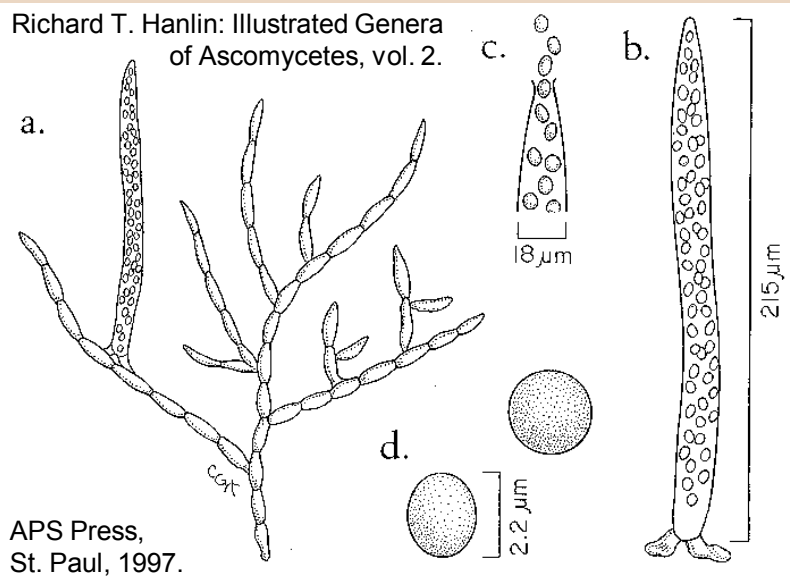 Richard T. Hanlin: Illustrated Genera
of Ascomycetes, vol. 2.
a.
c.
b.
18 µm
215 µm
d.
2.2 µm
CGT
APS Press,
St. Paul, 1997.